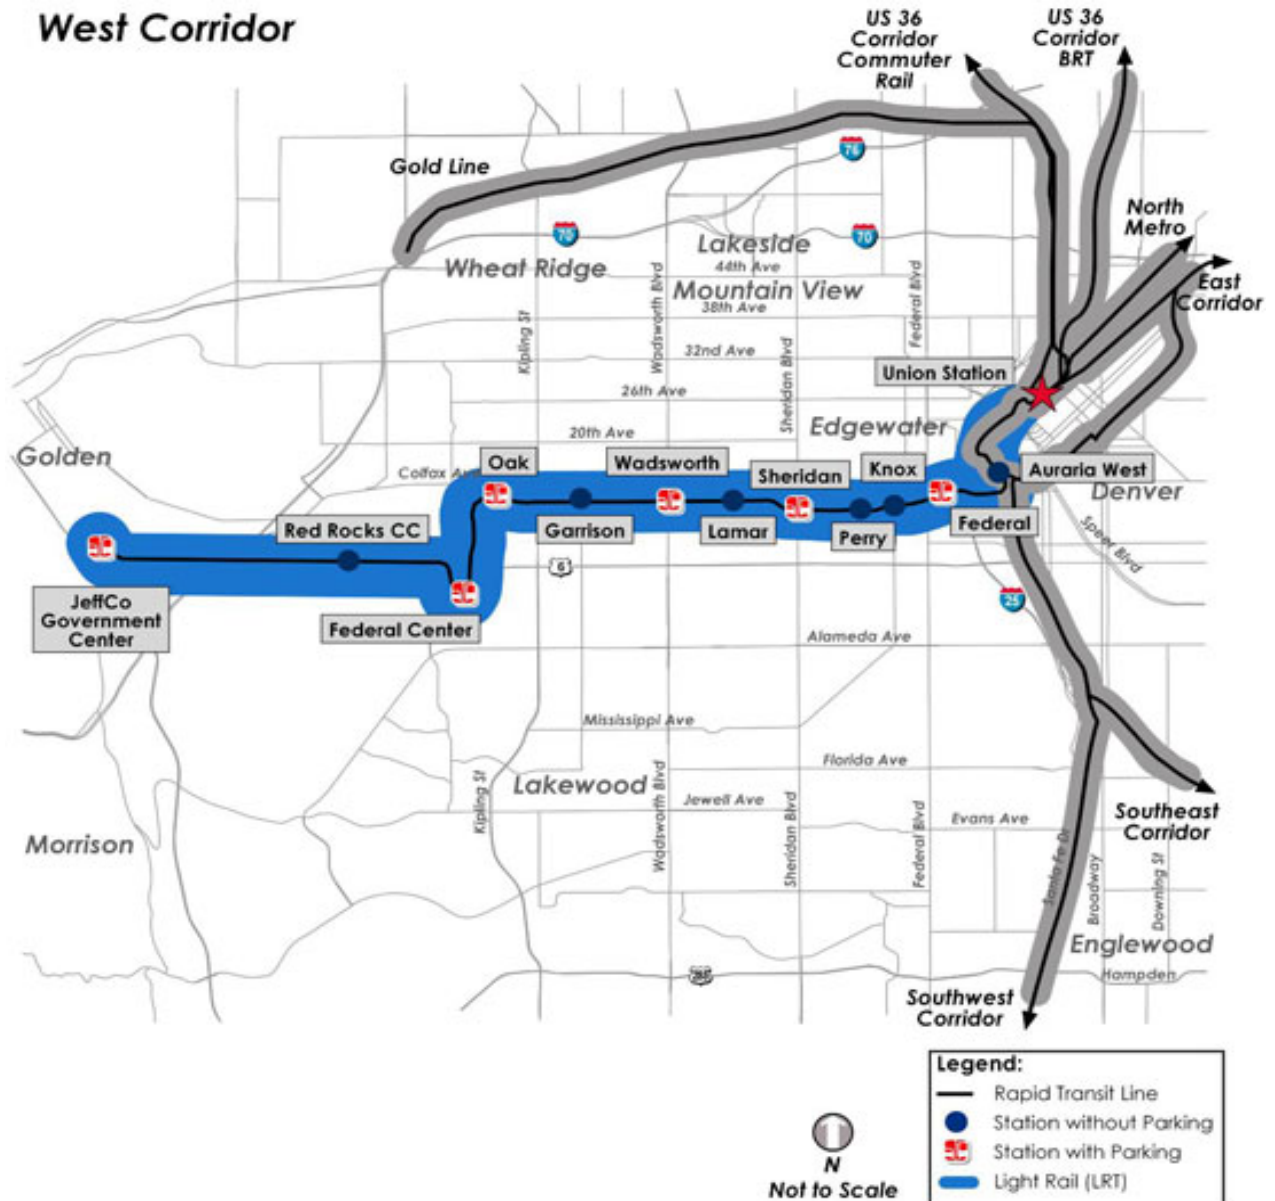 West Corridor
US 36
Corridor
Commuter
Rail
US 36
Corridor
BRT
Gold Line
76
North
Metro
70
70
Lakeside
Wheat Ridge
44th Ave
East
Corridor
Mountain View
38th Ave
Kipling St
Wadsworth Blvd
Sheridan Blvd
Federal Blvd
32nd Ave
Union Station
26th Ave
20th Ave
Edgewater
Golden
Colfax Ave
Oak
Wadsworth
Sheridan
Knox
Auraria West
Denver
Red Rocks CC
Garrison
Lamar
Perry
Federal
Speer Blvd
6
25
JeffCo
Government
Center
Federal Center
Alameda Ave
Mississippi Ave
Florida Ave
Lakewood
Jewell Ave
Evans Ave
Kipling St
Wadsworth Blvd
Sheridan Blvd
Federal Blvd
Santa Fe Dr
Broadway
Downing St
Southeast
Corridor
Morrison
Englewood
Hampden
285
Southwest
Corridor
Legend:
Rapid Transit Line
Station without Parking
Station with Parking
Light Rail (LRT)
N
Not to Scale